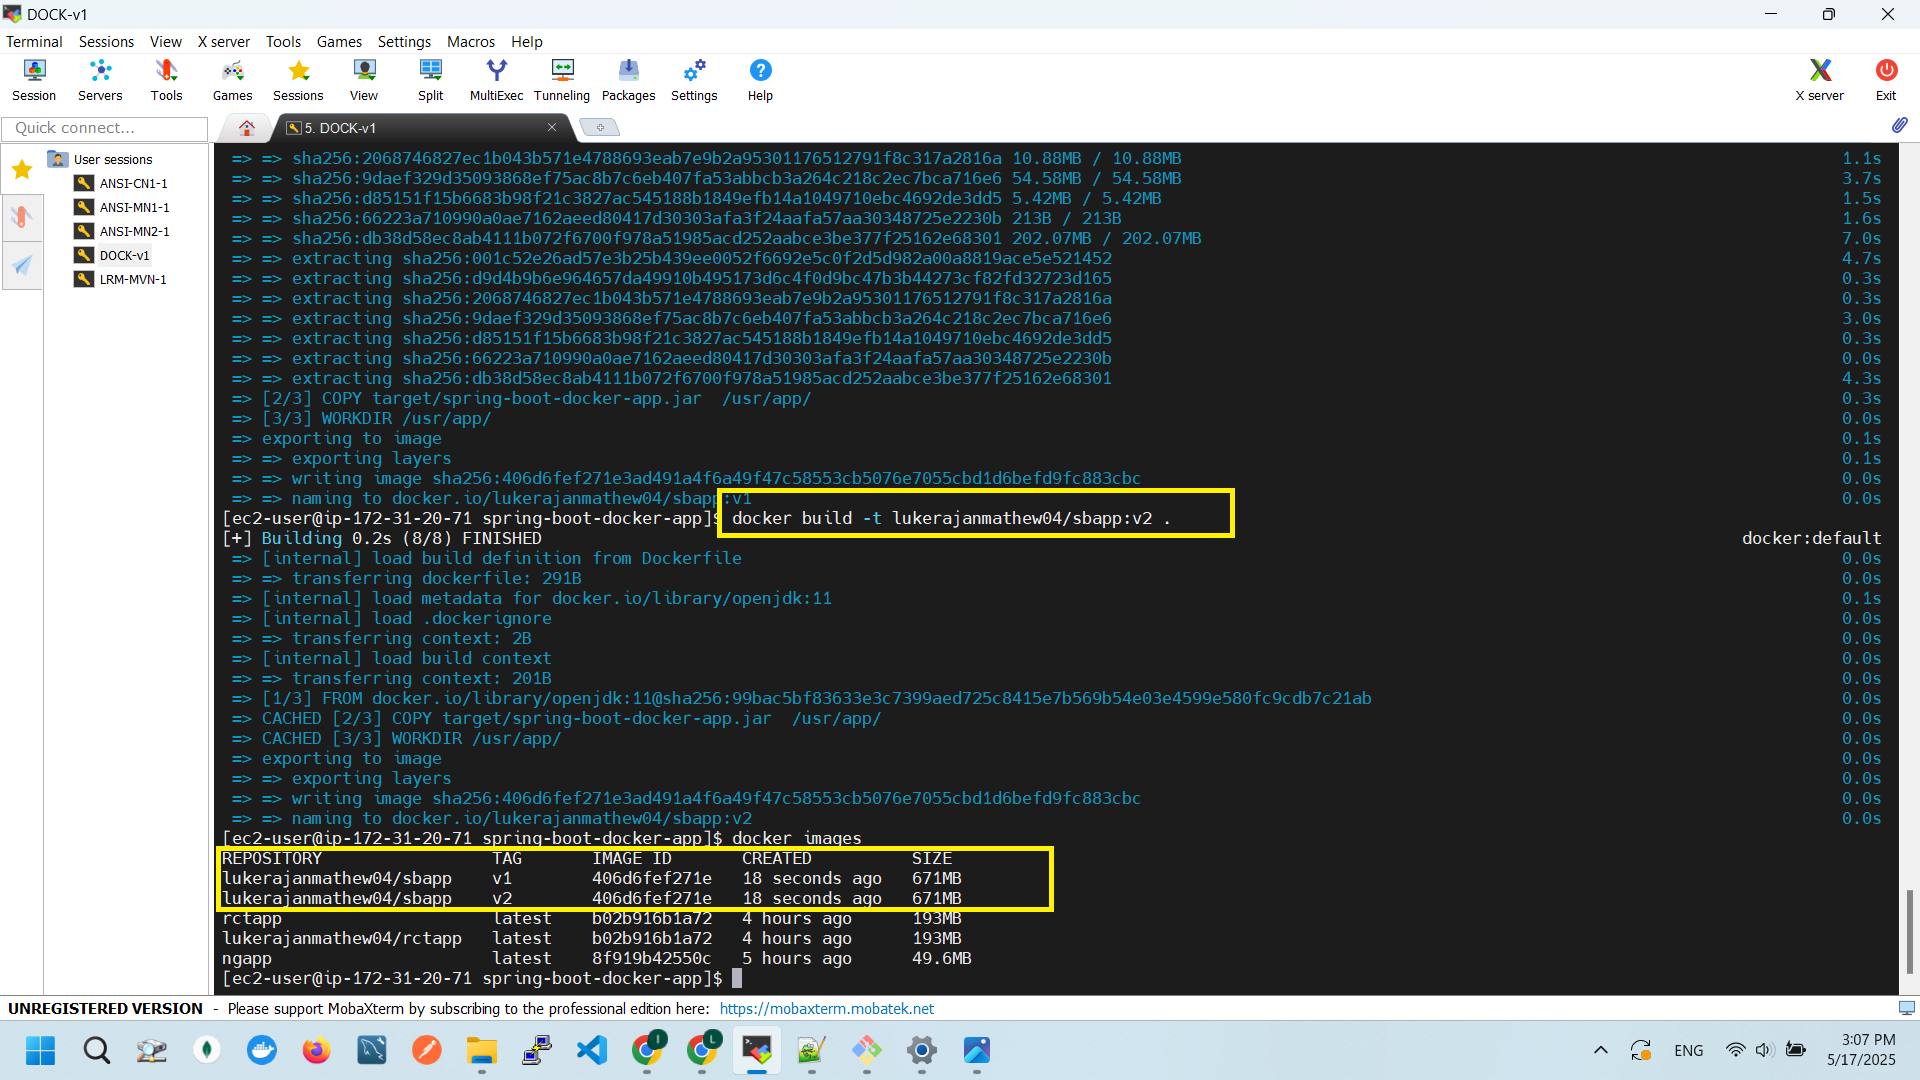 DOCK-v1
Terminal Sessions View X server Tools Games Settings Macros Help
Session Servers Tools Games Sessions View Split MultiExec Tunneling Packages Settings Help X server Exit
Quick connect...
5. DOCK-v1
User sessions
ANSI-CN1-1
ANSI-MN1-1
ANSI-MN2-1
DOCK-v1
LRM-MVN-1
=> => sha256:2068746827ec1b043b571e4788693eab7e9b2a95301176512791f8c317a2816a 10.88MB / 10.88MB 1.1s
=> => sha256:9daef329d35093868ef75ac8b7c6eb407fa53abbcb3a264c218c2ec7bca716e6 54.58MB / 54.58MB 3.7s
=> => sha256:d85151f15b6683b98f21c3827ac545188b1849efb14a1049710ebc4692de3dd5 5.42MB / 5.42MB 1.5s
=> => sha256:66223a710990a0ae7162aeed80417d30303afa3f24aafa57aa30348725e2230b 213B / 213B 1.6s
=> => sha256:db38d58ec8ab4111b072f6700f978a51985acd252aabce3be377f25162e68301 202.07MB / 202.07MB 7.0s
=> => extracting sha256:001c52e26ad57e3b25b439ee0052f6692e5c0f2d5d982a00a8819ace5e521452 4.7s
=> => extracting sha256:d9d4b9b6e964657da49910b495173d6c4f0d9bc47b3b44273cf82fd32723d165 0.3s
=> => extracting sha256:2068746827ec1b043b571e4788693eab7e9b2a95301176512791f8c317a2816a 0.3s
=> => extracting sha256:9daef329d35093868ef75ac8b7c6eb407fa53abbcb3a264c218c2ec7bca716e6 3.0s
=> => extracting sha256:d85151f15b6683b98f21c3827ac545188b1849efb14a1049710ebc4692de3dd5 0.3s
=> => extracting sha256:66223a710990a0ae7162aeed80417d30303afa3f24aafa57aa30348725e2230b 0.0s
=> => extracting sha256:db38d58ec8ab4111b072f6700f978a51985acd252aabce3be377f25162e68301 4.3s
=> [2/3] COPY target/spring-boot-docker-app.jar  /usr/app/ 0.3s
=> [3/3] WORKDIR /usr/app/ 0.0s
=> exporting to image 0.1s
=> => exporting layers 0.1s
=> => writing image sha256:406d6fef271e3ad491a4f6a49f47c58553cb5076e7055cbd1d6befd9fc883cbc 0.0s
=> => naming to docker.io/lukerajanmathew04/sbapp:v1 0.0s
[ec2-user@ip-172-31-20-71 spring-boot-docker-app]$ docker build -t lukerajanmathew04/sbapp:v2 .
[+] Building 0.2s (8/8) FINISHED docker:default
=> [internal] load build definition from Dockerfile 0.0s
=> => transferring dockerfile: 291B 0.0s
=> [internal] load metadata for docker.io/library/openjdk:11 0.1s
=> [internal] load .dockerignore 0.0s
=> => transferring context: 2B 0.0s
=> [internal] load build context 0.0s
=> => transferring context: 201B 0.0s
=> [1/3] FROM docker.io/library/openjdk:11@sha256:99bac5bf83633e3c7399aed725c8415e7b569b54e03e4599e580fc9cdb7c21ab 0.0s
=> CACHED [2/3] COPY target/spring-boot-docker-app.jar  /usr/app/ 0.0s
=> CACHED [3/3] WORKDIR /usr/app/ 0.0s
=> exporting to image 0.0s
=> => exporting layers 0.0s
=> => writing image sha256:406d6fef271e3ad491a4f6a49f47c58553cb5076e7055cbd1d6befd9fc883cbc 0.0s
=> => naming to docker.io/lukerajanmathew04/sbapp:v2 0.0s
[ec2-user@ip-172-31-20-71 spring-boot-docker-app]$ docker images
REPOSITORY TAG IMAGE ID CREATED SIZE
lukerajanmathew04/sbapp v1 406d6fef271e 18 seconds ago 671MB
lukerajanmathew04/sbapp v2 406d6fef271e 18 seconds ago 671MB
rctapp latest b02b916b1a72 4 hours ago 193MB
lukerajanmathew04/rctapp latest b02b916b1a72 4 hours ago 193MB
ngapp latest 8f919b42550c 5 hours ago 49.6MB
[ec2-user@ip-172-31-20-71 spring-boot-docker-app]$
UNREGISTERED VERSION - Please support MobaXterm by subscribing to the professional edition here: https://mobaxterm.mobatek.net
I L
ENG
3:07 PM
5/17/2025